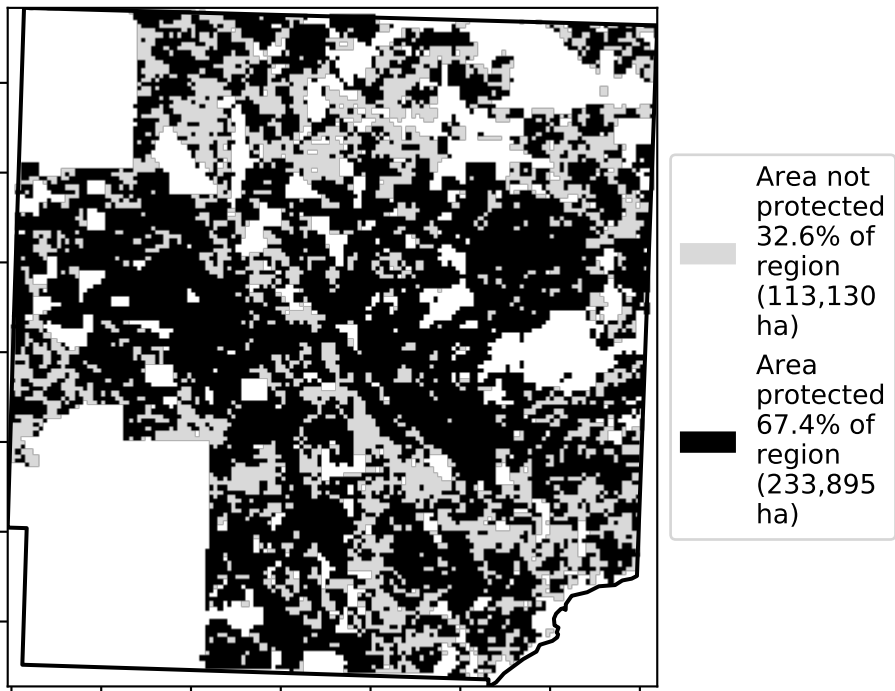 Area not
protected
32.6% of
region
(113,130
ha)
Area
protected
67.4% of
region
(233,895
ha)